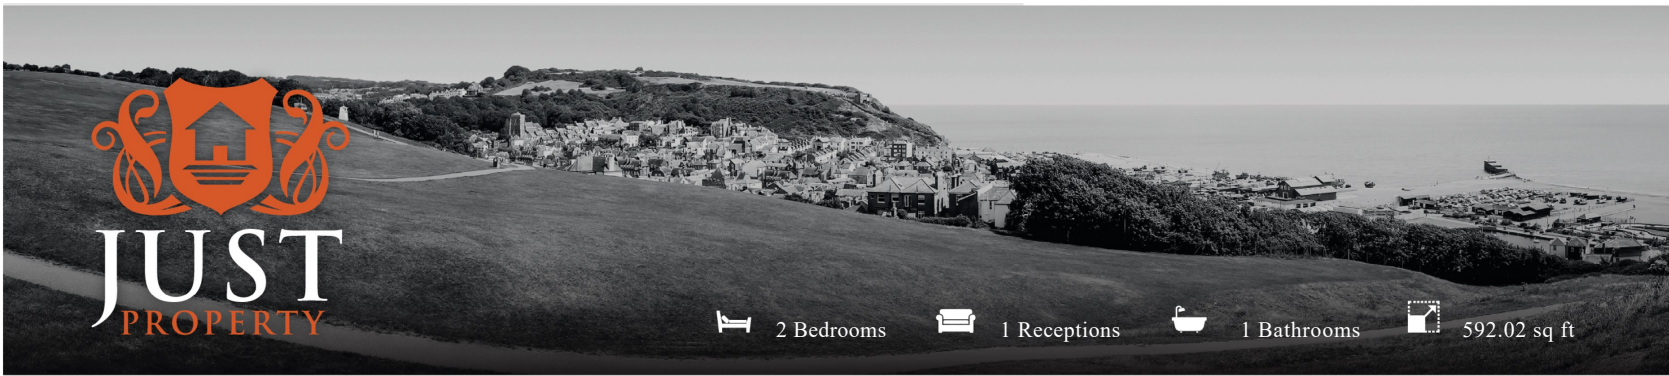 JUST
PROPERTY
2 Bedrooms
1 Receptions
1 Bathrooms
592.02 sq ft